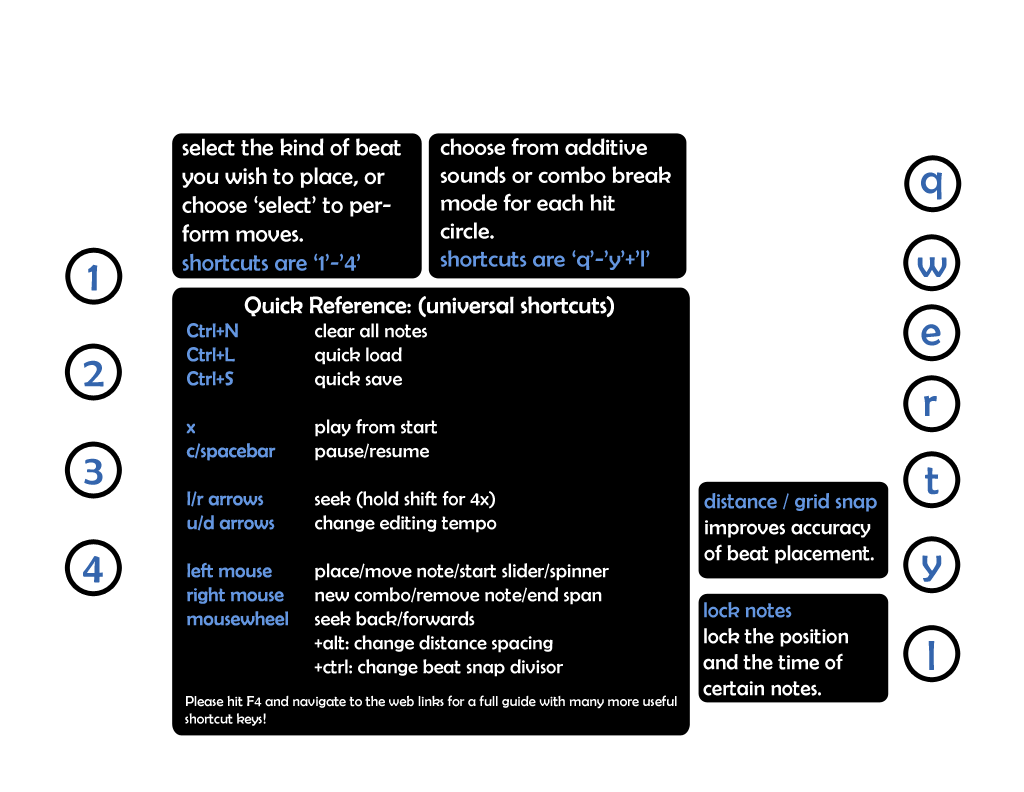 select the kind of beat
you wish to place, or
choose ‘select’ to per-
form moves.
shortcuts are ‘1’-’4’
choose from additive
sounds or combo break
mode for each hit
circle.
shortcuts are ‘q’-’y’+’l’
1
2
3
4
Quick Reference: (universal shortcuts)
Ctrl+N clear all notes
Ctrl+L quick load
Ctrl+S quick save
x play from start
c/spacebar pause/resume
l/r arrows seek (hold shift for 4x)
u/d arrows change editing tempo
left mouse place/move note/start slider/spinner
right mouse new combo/remove note/end span
mousewheel seek back/forwards
+alt: change distance spacing
+ctrl: change beat snap divisor
Please hit F4 and navigate to the web links for a full guide with many more useful
shortcut keys!
distance / grid snap
improves accuracy
of beat placement.
lock notes
lock the position
and the time of
certain notes.
q
w
e
r
t
y
l